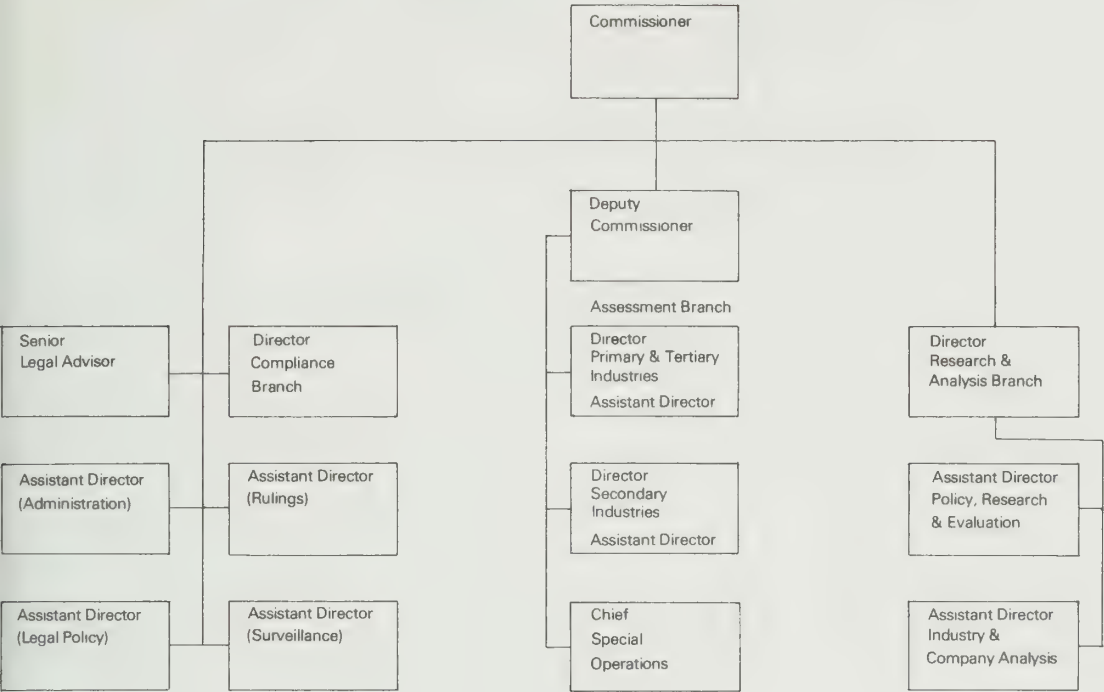 Commissioner
Deputy
Commissioner
Assessment Branch
Senior
Legal Advisor
Director
Compliance
Branch
Director
Primary & Tertiary
Industries
Assistant Director
Director
Research &
Analysis Branch
Assistant Director
(Administration)
Assistant Director
(Rulings)
Director
Secondary
Industries
Assistant Director
Assistant Director
Policy, Research
& Evaluation
Assistant Director
(Legal Policy)
Assistant Director
(Surveillance)
Chief
Special
Operations
Assistant Director
Industry &
Company Analysis